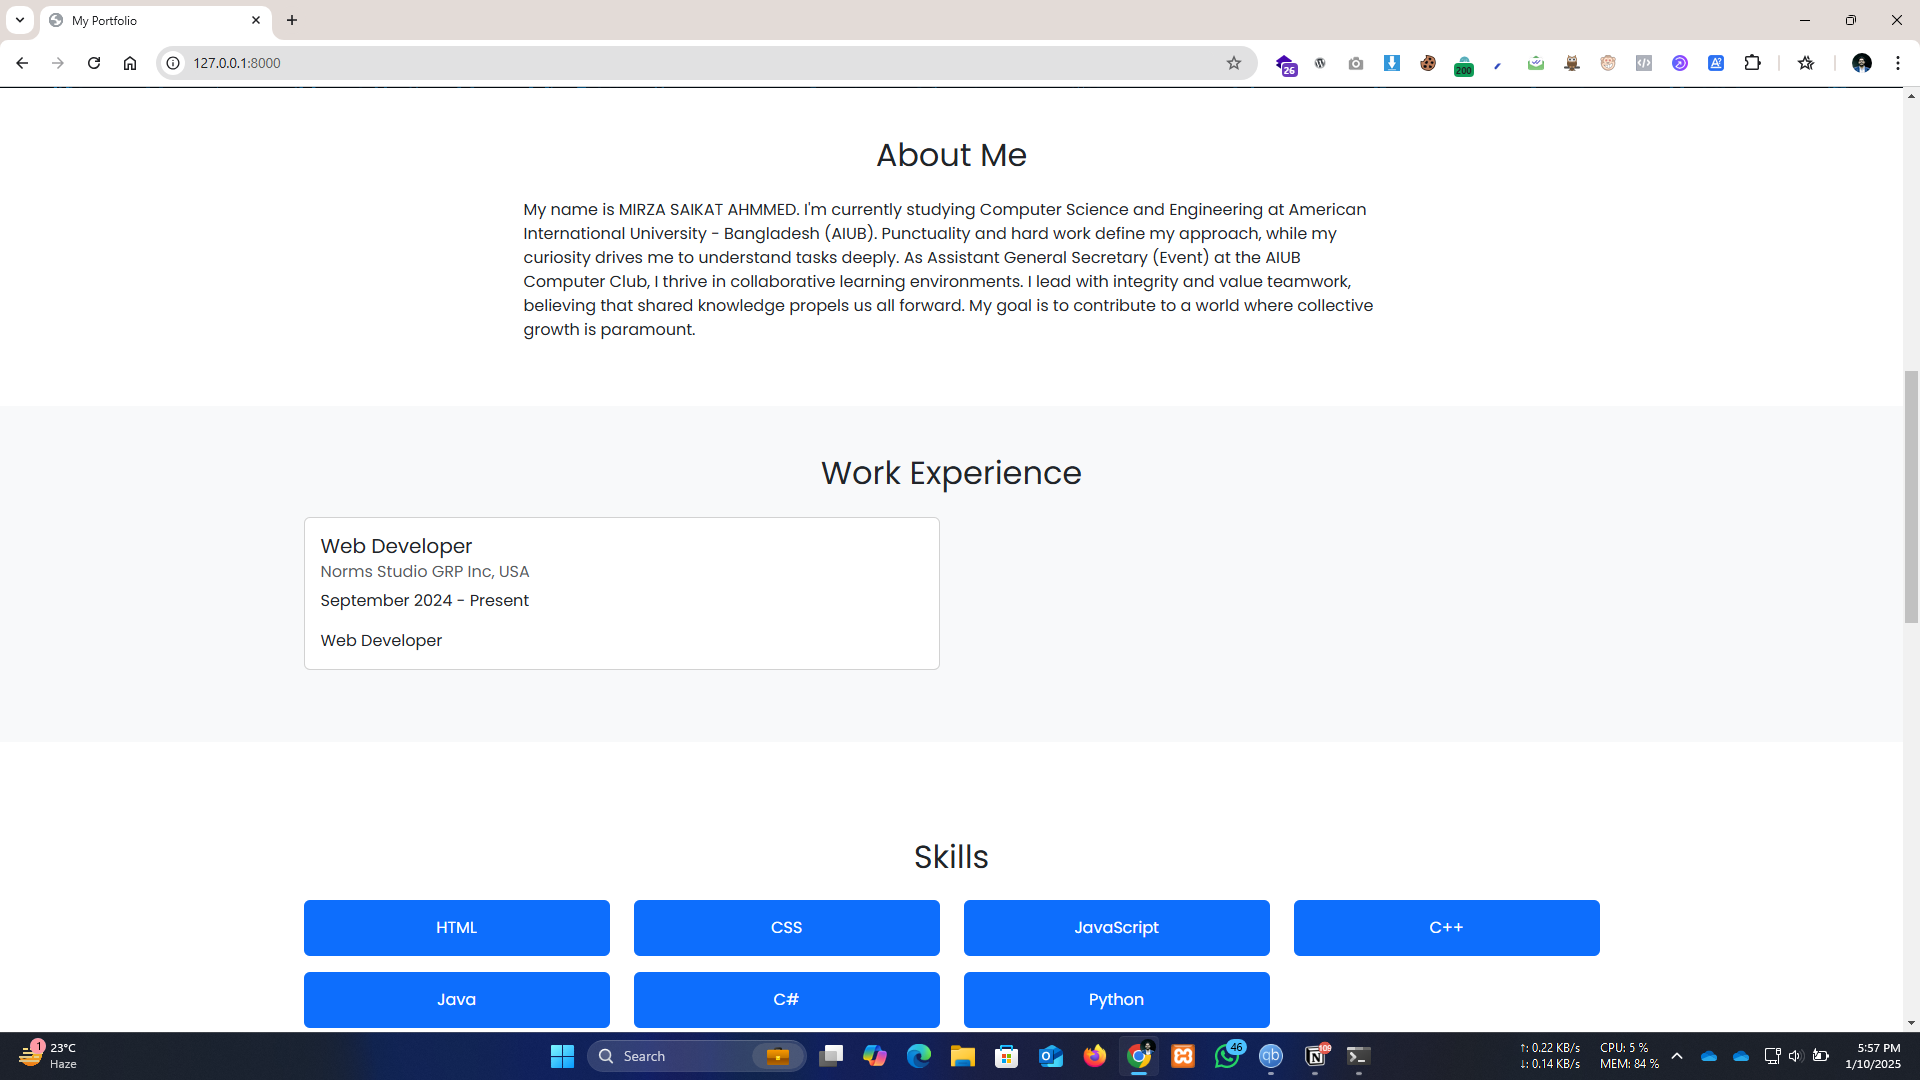 My Portfolio
127.0.0.1:8000
26
200
About Me
My name is MIRZA SAIKAT AHMMED. I'm currently studying Computer Science and Engineering at American
International University - Bangladesh (AIUB). Punctuality and hard work define my approach, while my
curiosity drives me to understand tasks deeply. As Assistant General Secretary (Event) at the AIUB
Computer Club, I thrive in collaborative learning environments. I lead with integrity and value teamwork,
believing that shared knowledge propels us all forward. My goal is to contribute to a world where collective
growth is paramount.
Work Experience
Web Developer
Norms Studio GRP Inc, USA
September 2024 - Present
Web Developer
Skills
HTML
CSS
JavaScript
C++
Java
C#
Python
1
23°C
Haze
Search
46
qb
109
↑: 0.22 KB/s
↓: 0.14 KB/s
CPU: 5 %
MEM: 84 %
5:57 PM
1/10/2025